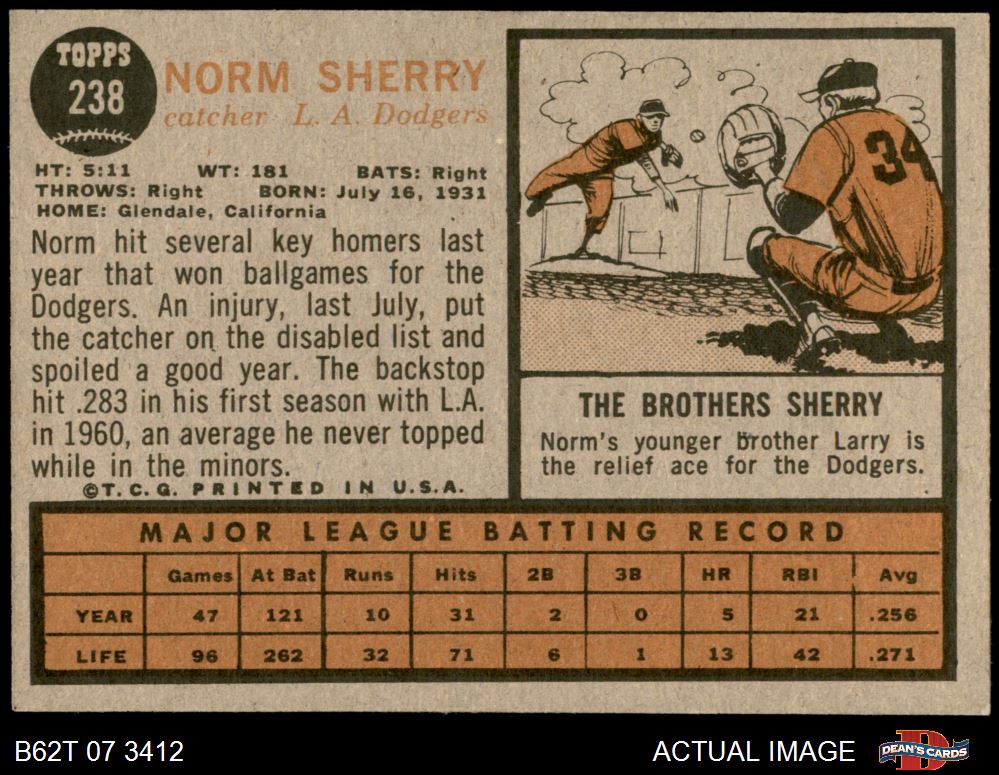 TOPPS
238
NORM SHERRY
catcher L. A. Dodgers
HT: 5:11 WT: 181 BATS: Right
THROWS: Right BORN: July 16, 1931
HOME: Glendale, California
Norm hit several key homers last
year that won ballgames for the
Dodgers. An injury, last July, put
the catcher on the disabled list and
spoiled a good year. The backstop
hit .283 in his first season with L.A.
in 1960, an average he never topped
while in the minors.
©T.C.G. PRINTED IN U.S.A.
34
THE BROTHERS SHERRY
Norm's younger brother Larry is
the relief ace for the Dodgers.
MAJOR LEAGUE BATTING RECORD
Games At Bat Runs Hits 2B 3B HR RBI Avg
YEAR 47 121 10 31 2 0 5 21 .256
LIFE 96 262 32 71 6 1 13 42 .271
B62T 07 3412 ACTUAL IMAGE DEAN'S CARDS